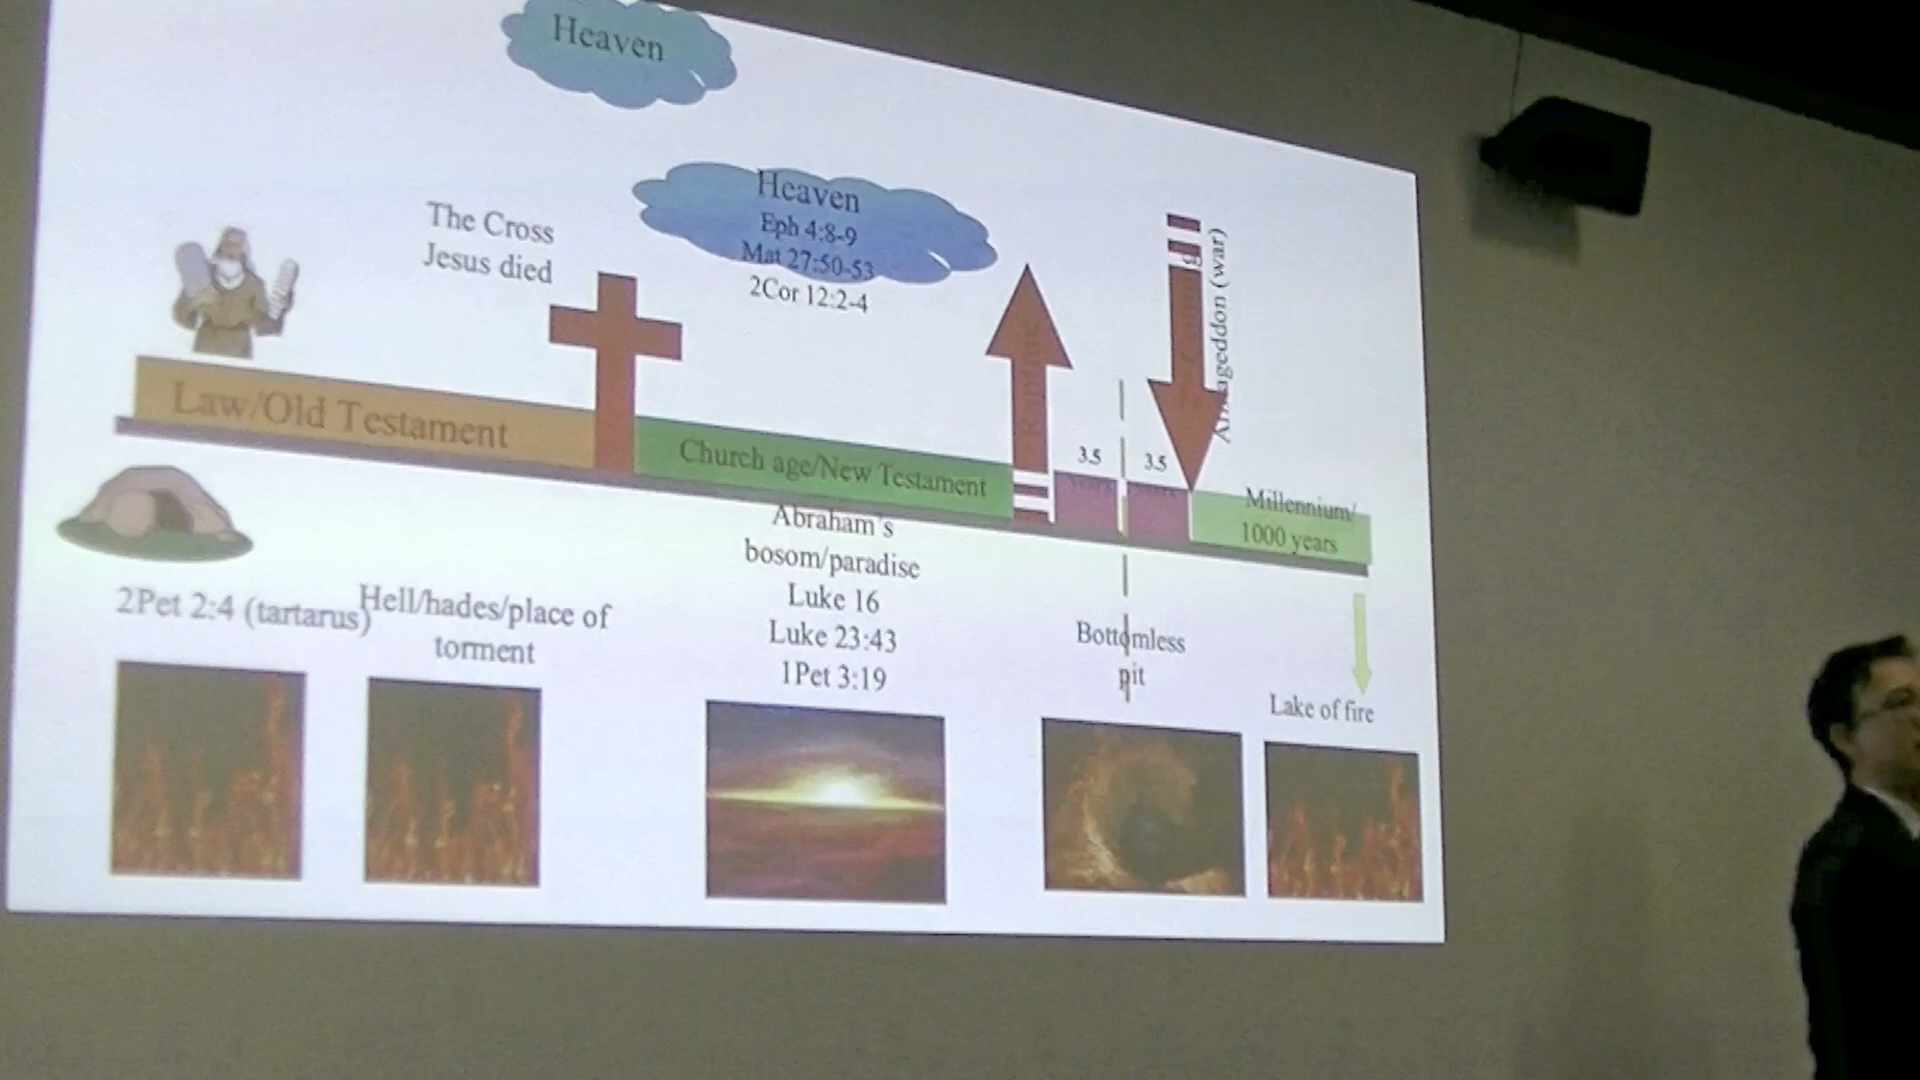 Heaven
Heaven
Eph 4:8-9
Mat 27:50-53
2Cor 12:2-4
The Cross
Jesus died
Rapture
Armageddon (war)
Law/Old Testament
Church age/New Testament
3.5
3.5
Millennium/
1000 years
2Pet 2:4 (tartarus)
Hell/hades/place of
torment
Abraham's
bosom/paradise
Luke 16
Luke 23:43
1Pet 3:19
Bottomless
pit
Lake of fire